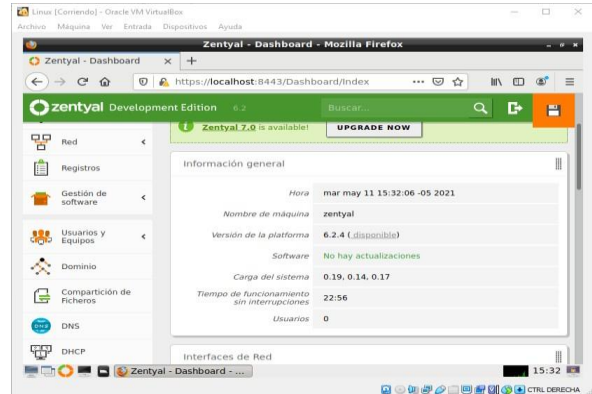 Linux [Corriendo] - Oracle VM VirtualBox
Archivo Máquina Ver Entrada Dispositivos Ayuda
Zentyal - Dashboard - Mozilla Firefox
Zentyal - Dashboard
https://localhost:8443/Dashboard/Index
zentyal Development Edition 6.2
Buscar...
Zentyal 7.0 is available!
UPGRADE NOW
Red
Registros
Gestión de
software
Usuarios y
Equipos
Dominio
Compartición de
Ficheros
DNS
DHCP
Información general
Hora mar may 11 15:32:06 -05 2021
Nombre de máquina zentyal
Versión de la plataforma 6.2.4 ( disponible)
Software No hay actualizaciones
Carga del sistema 0.19, 0.14, 0.17
Tiempo de funcionamiento
sin interrupciones 22:56
Usuarios 0
Interfaces de Red
Zentyal - Dashboard - ...
15:32
CTRL DERECHA